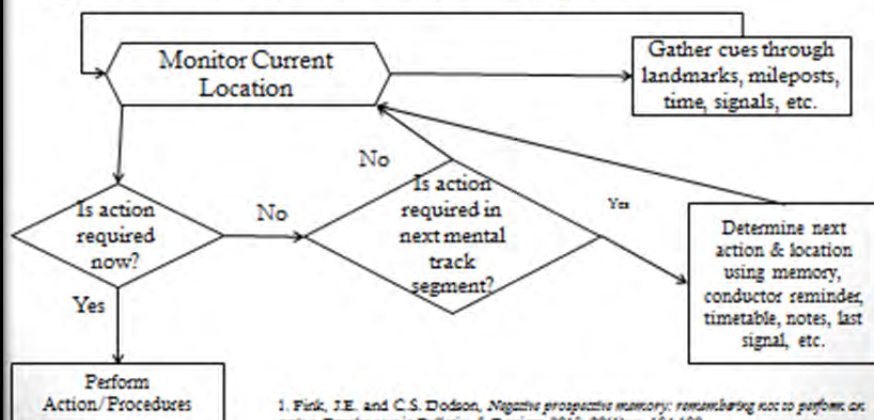 Monitor Current
Location
Gather cues through
landmarks, mileposts,
time, signals, etc.
No
Is action
required
now?
No
Is action
required in
next mental
track
segment?
Yes
Determine next
action & location
using memory,
conductor reminder,
timetable, notes, last
signal, etc.
Yes
Perform
Action/Procedures
1. Fink, J.E. and C.S. Dodson, Negative prospective memory: remembering not to perform an